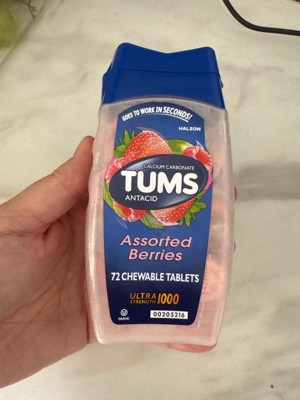 GOES TO WORK IN SECONDS!
HALEON
CALCIUM CARBONATE
TUMS
ANTACID
Assorted
Berries
72 CHEWABLE TABLETS
ULTRA 1000
STRENGTH
00205216
PAREVE